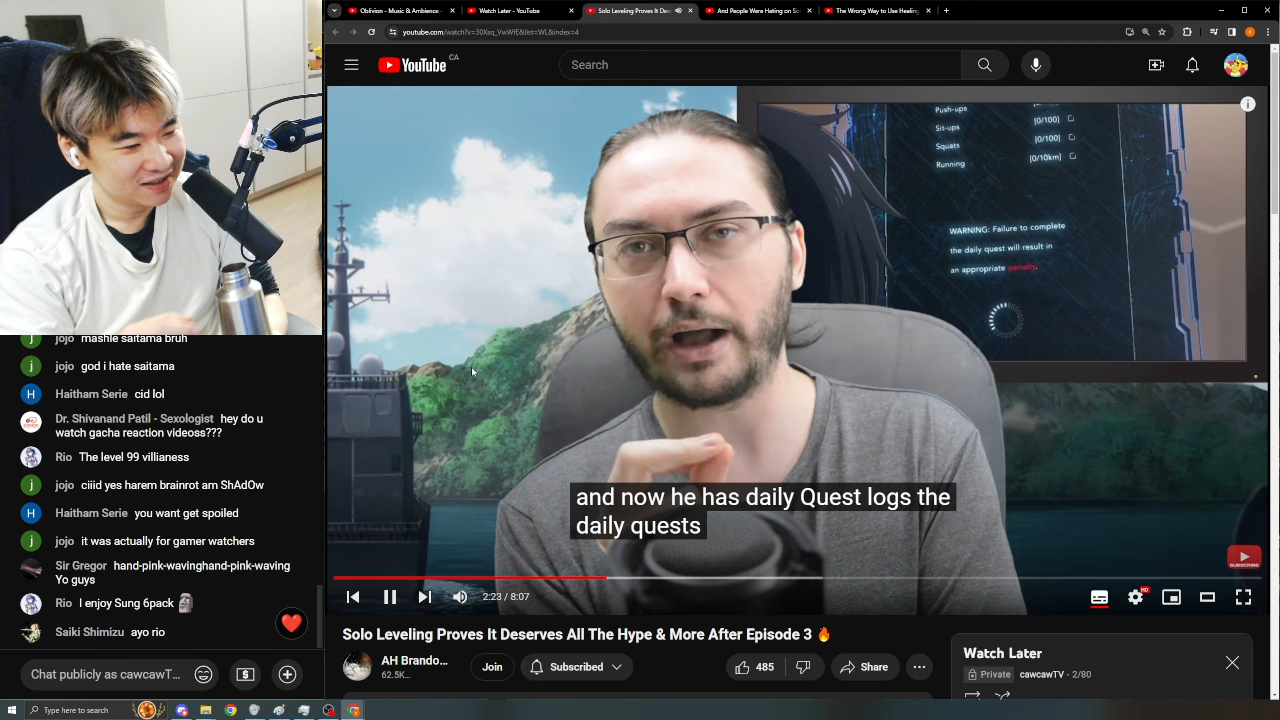 Oblivion - Music & Ambience -
Watch Later - YouTube
Solo Leveling Proves It Des
And People Were Hating on So
The Wrong Way to Use Healing
youtube.com/watch?v=30Xsq_VwWfE&list=WL&index=4
YouTube CA
Search
Push-ups
[0/100]
Sit-ups
[0/100]
Squats
Running
[0/10km]
WARNING: Failure to complete
the daily quest will result in
an appropriate penalty.
and now he has daily Quest logs the
daily quests
SUBSCRIBE
2:23 / 8:07
HD
Solo Leveling Proves It Deserves All The Hype & More After Episode 3 🔥
AH Brando...
62.5K...
Join
Subscribed
485
Share
Watch Later
Private cawcawTV - 2/80
jojo mashle saitama bruh
jojo god i hate saitama
Haitham Serie cid lol
Dr. Shivanand Patil - Sexologist hey do u
watch gacha reaction videoss???
Rio The level 99 villianess
jojo ciiid yes harem brainrot am ShAdOw
Haitham Serie you want get spoiled
jojo it was actually for gamer watchers
Sir Gregor hand-pink-wavinghand-pink-waving
Yo guys
Rio I enjoy Sung 6pack 🗿
Saiki Shimizu ayo rio
Chat publicly as cawcawT...
Type here to search